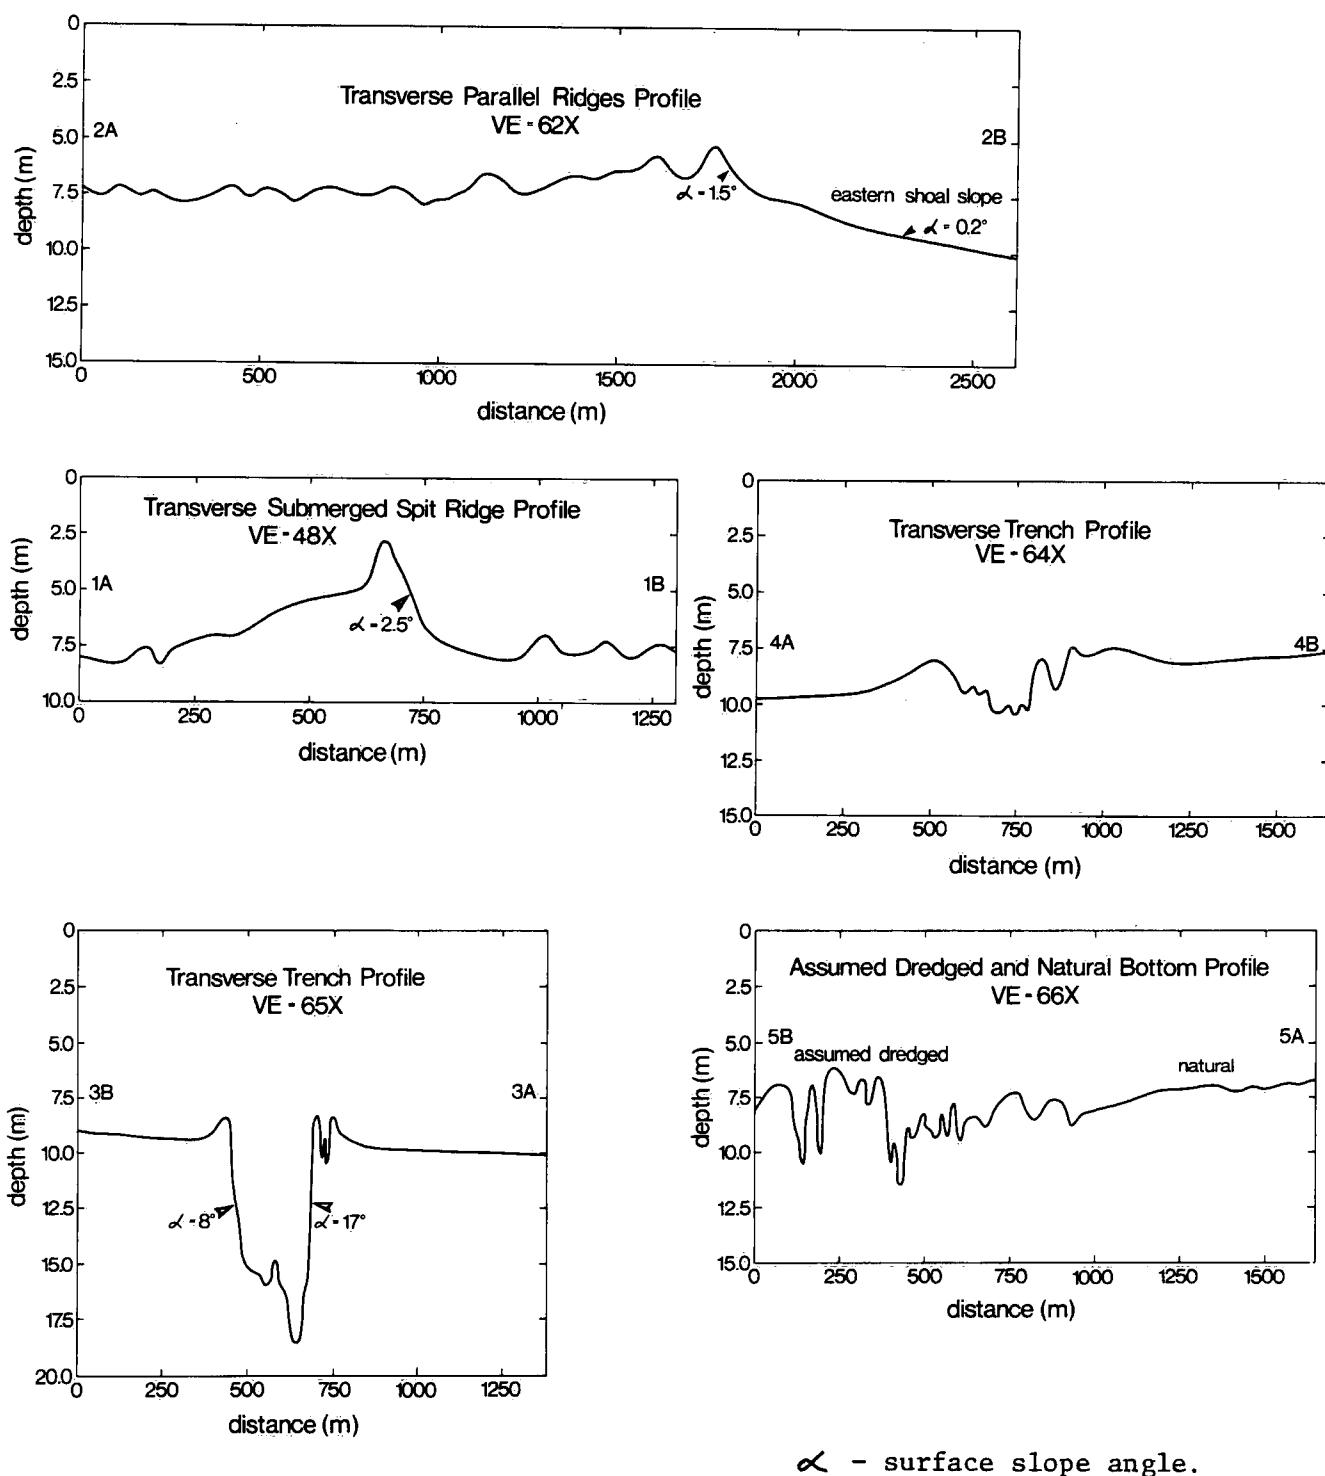 0
2.5
5.0
7.5
10.0
12.5
15.0
depth (m)
Transverse Parallel Ridges Profile
VE - 62X
2A
2B
α = 1.5°
eastern shoal slope
α = 0.2°
0 500 1000 1500 2000 2500
distance (m)
0
2.5
5.0
7.5
10.0
depth (m)
Transverse Submerged Spit Ridge Profile
VE - 48X
1A
1B
α = 2.5°
0 250 500 750 1000 1250
distance (m)
0
2.5
5.0
7.5
10.0
12.5
15.0
depth (m)
Transverse Trench Profile
VE - 64X
4A
4B
0 250 500 750 1000 1250 1500
distance (m)
0
2.5
5.0
7.5
10.0
12.5
15.0
17.5
20.0
depth (m)
Transverse Trench Profile
VE - 65X
3B
3A
α = 8°
α = 17°
0 250 500 750 1000 1250
distance (m)
0
2.5
5.0
7.5
10.0
12.5
15.0
depth (m)
Assumed Dredged and Natural Bottom Profile
VE - 66X
5B
5A
assumed dredged
natural
0 250 500 750 1000 1250 1500
distance (m)
α - surface slope angle.